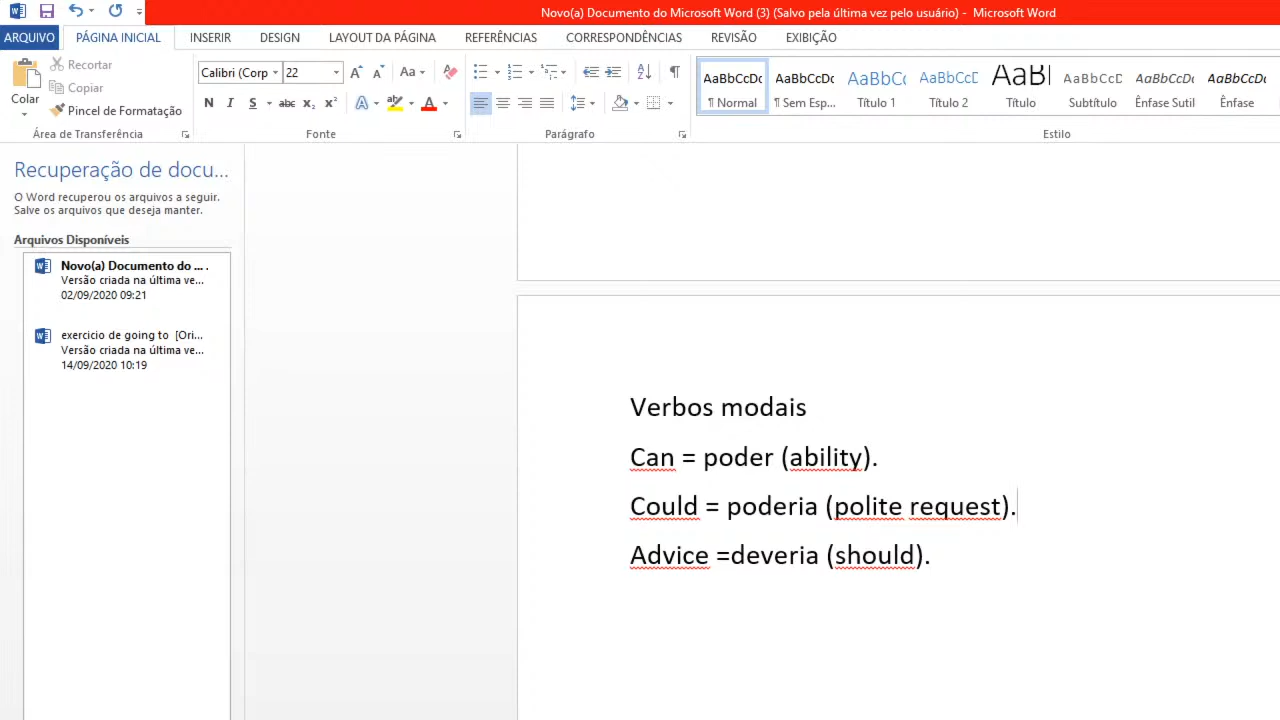 Novo(a) Documento do Microsoft Word (3) (Salvo pela última vez pelo usuário) - Microsoft Word
ARQUIVO PÁGINA INICIAL INSERIR DESIGN LAYOUT DA PÁGINA REFERÊNCIAS CORRESPONDÊNCIAS REVISÃO EXIBIÇÃO
Colar
Recortar
Copiar
Pincel de Formatação
Área de Transferência
Calibri (Corp 22 Aa
N I S abc x₂ x² A A
Fonte
Parágrafo
AaBbCcDc AaBbCcDc AaBbCc AaBbCcD AaBl AaBbCcD AaBbCcDc AaBbCcDc
¶ Normal ¶ Sem Esp... Título 1 Título 2 Título Subtítulo Ênfase Sutil Ênfase
Estilo
Recuperação de docu...
O Word recuperou os arquivos a seguir.
Salve os arquivos que deseja manter.
Arquivos Disponíveis
Novo(a) Documento do ... .
Versão criada na última ve...
02/09/2020 09:21
exercicio de going to [Ori...
Versão criada na última ve...
14/09/2020 10:19
Verbos modais
Can = poder (ability).
Could = poderia (polite request).
Advice =deveria (should).